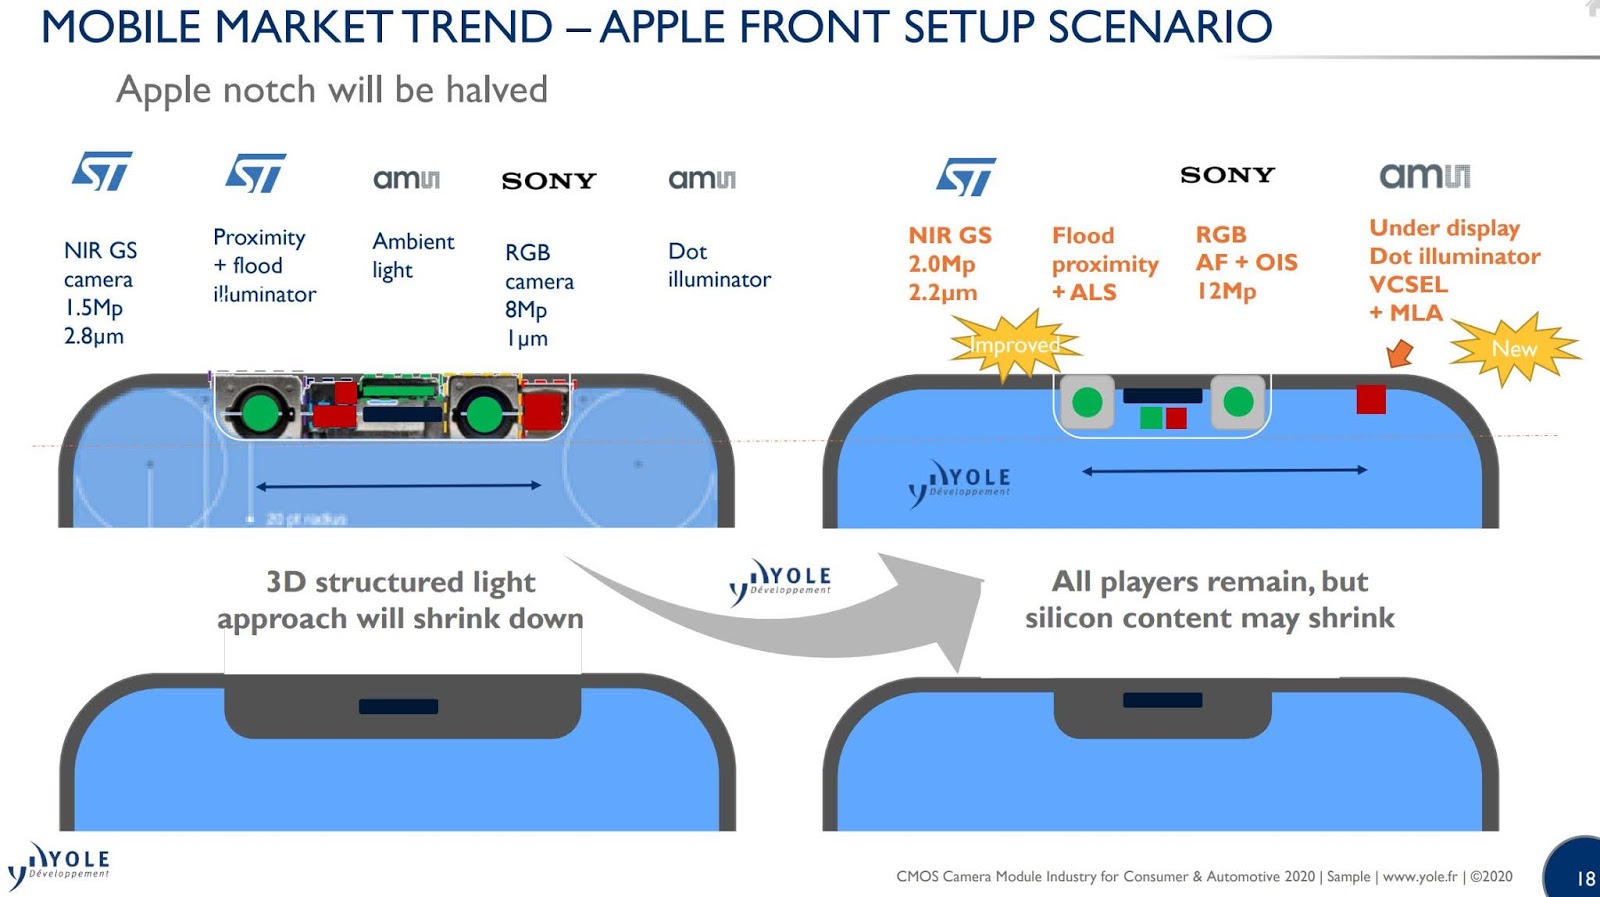 MOBILE MARKET TREND – APPLE FRONT SETUP SCENARIO
Apple notch will be halved
ST
NIR GS
camera
1.5Mp
2.8µm
ST
Proximity
+ flood
illuminator
amu
Ambient
light
SONY
RGB
camera
8Mp
1µm
amu
Dot
illuminator
ST
NIR GS
2.0Mp
2.2µm
Improved
Flood
proximity
+ ALS
SONY
RGB
AF + OIS
12Mp
amu
Under display
Dot illuminator
VCSEL
+ MLA
New
20 pt radius
YOLE
Développement
3D structured light
approach will shrink down
YOLE
Développement
All players remain, but
silicon content may shrink
YOLE
Développement
CMOS Camera Module Industry for Consumer & Automotive 2020 | Sample | www.yole.fr | ©2020
18